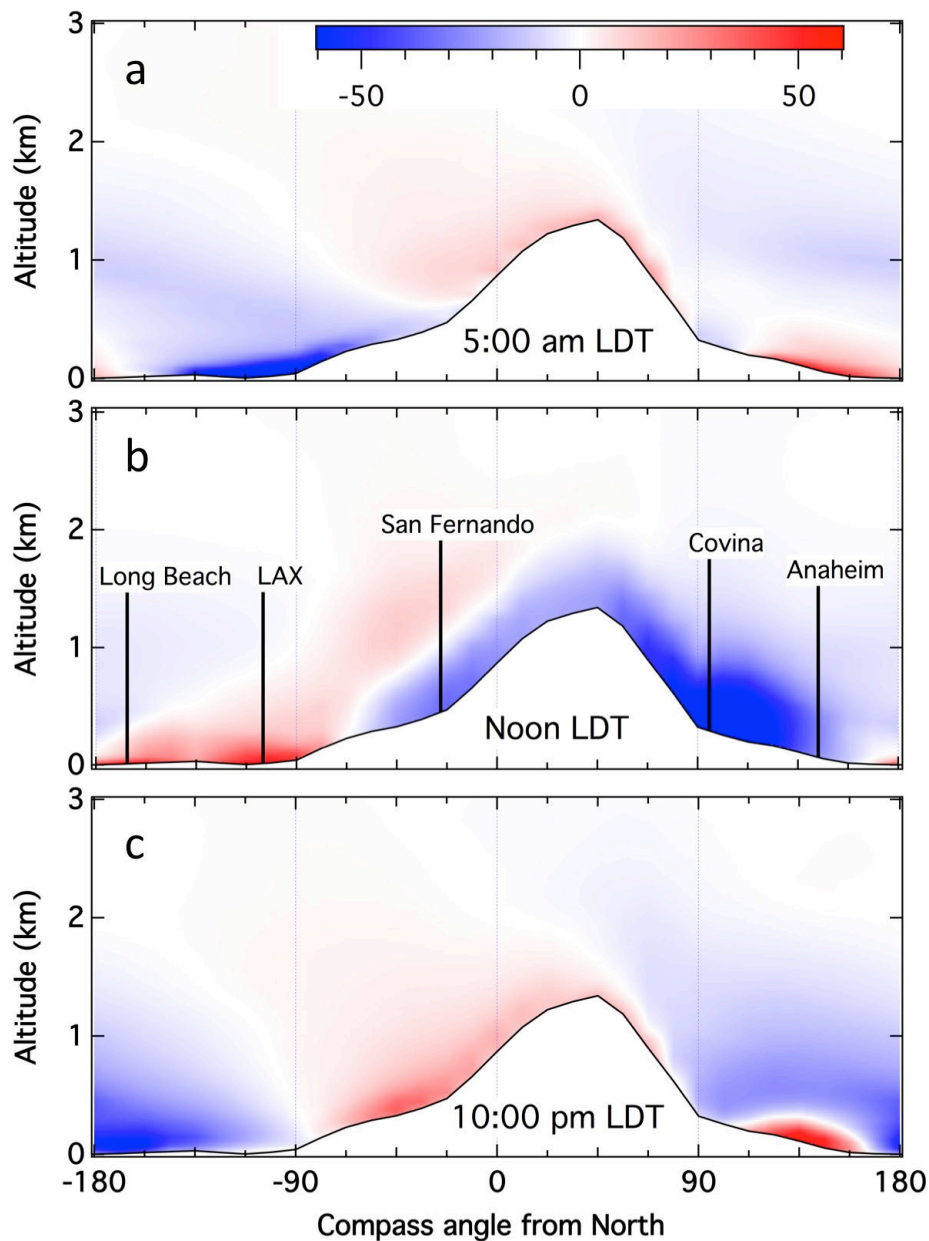 3
a
-50 0 50
Altitude (km)
2
1
5:00 am LDT
0
3
b
San Fernando
2
Covina
Long Beach LAX
Anaheim
Altitude (km)
1
Noon LDT
0
3
c
2
Altitude (km)
1
10:00 pm LDT
0
-180 -90 0 90 180
Compass angle from North